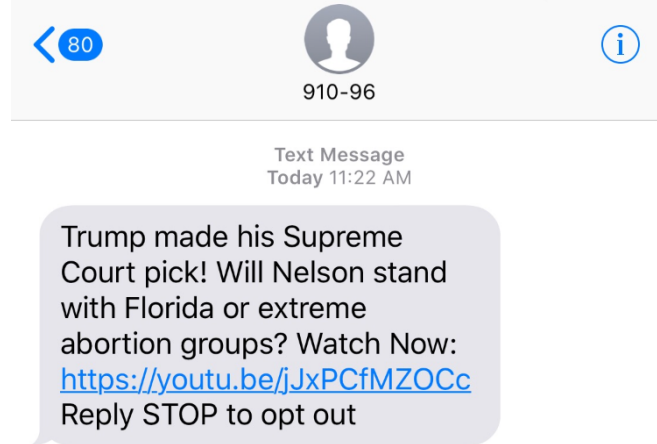 80
i
910-96
Text Message
Today 11:22 AM
Trump made his Supreme
Court pick! Will Nelson stand
with Florida or extreme
abortion groups? Watch Now:
https://youtu.be/jJxPCfMZOCc
Reply STOP to opt out